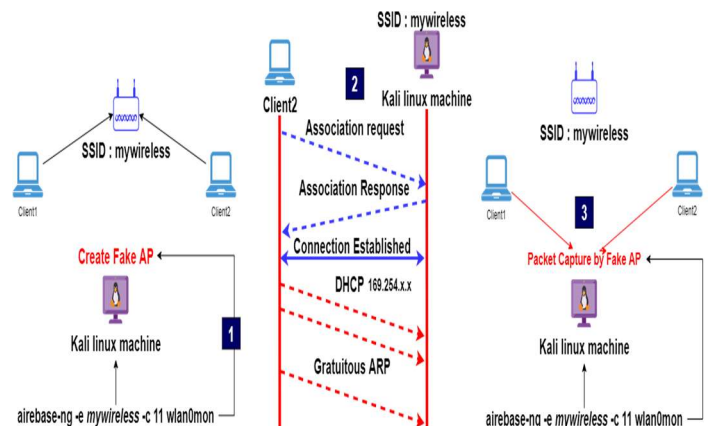 SSID : mywireless
Client1
Client2
Create Fake AP
Kali linux machine
1
airebase-ng -e mywireless -c 11 wlan0mon
SSID : mywireless
2
Client2
Kali linux machine
Association request
Association Response
Connection Established
DHCP 169.254.x.x
Gratuitous ARP
SSID : mywireless
Client1
Client2
3
Packet Capture by Fake AP
Kali linux machine
airebase-ng -e mywireless -c 11 wlan0mon